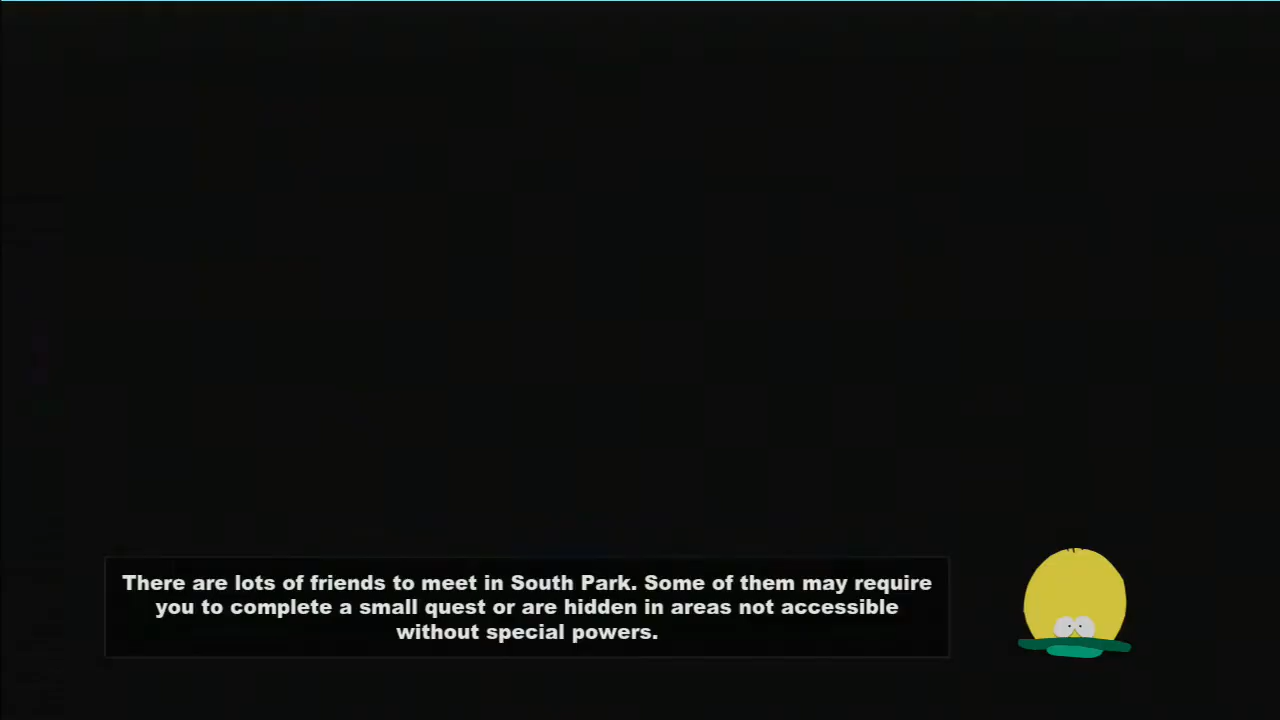 There are lots of friends to meet in South Park. Some of them may require
you to complete a small quest or are hidden in areas not accessible
without special powers.